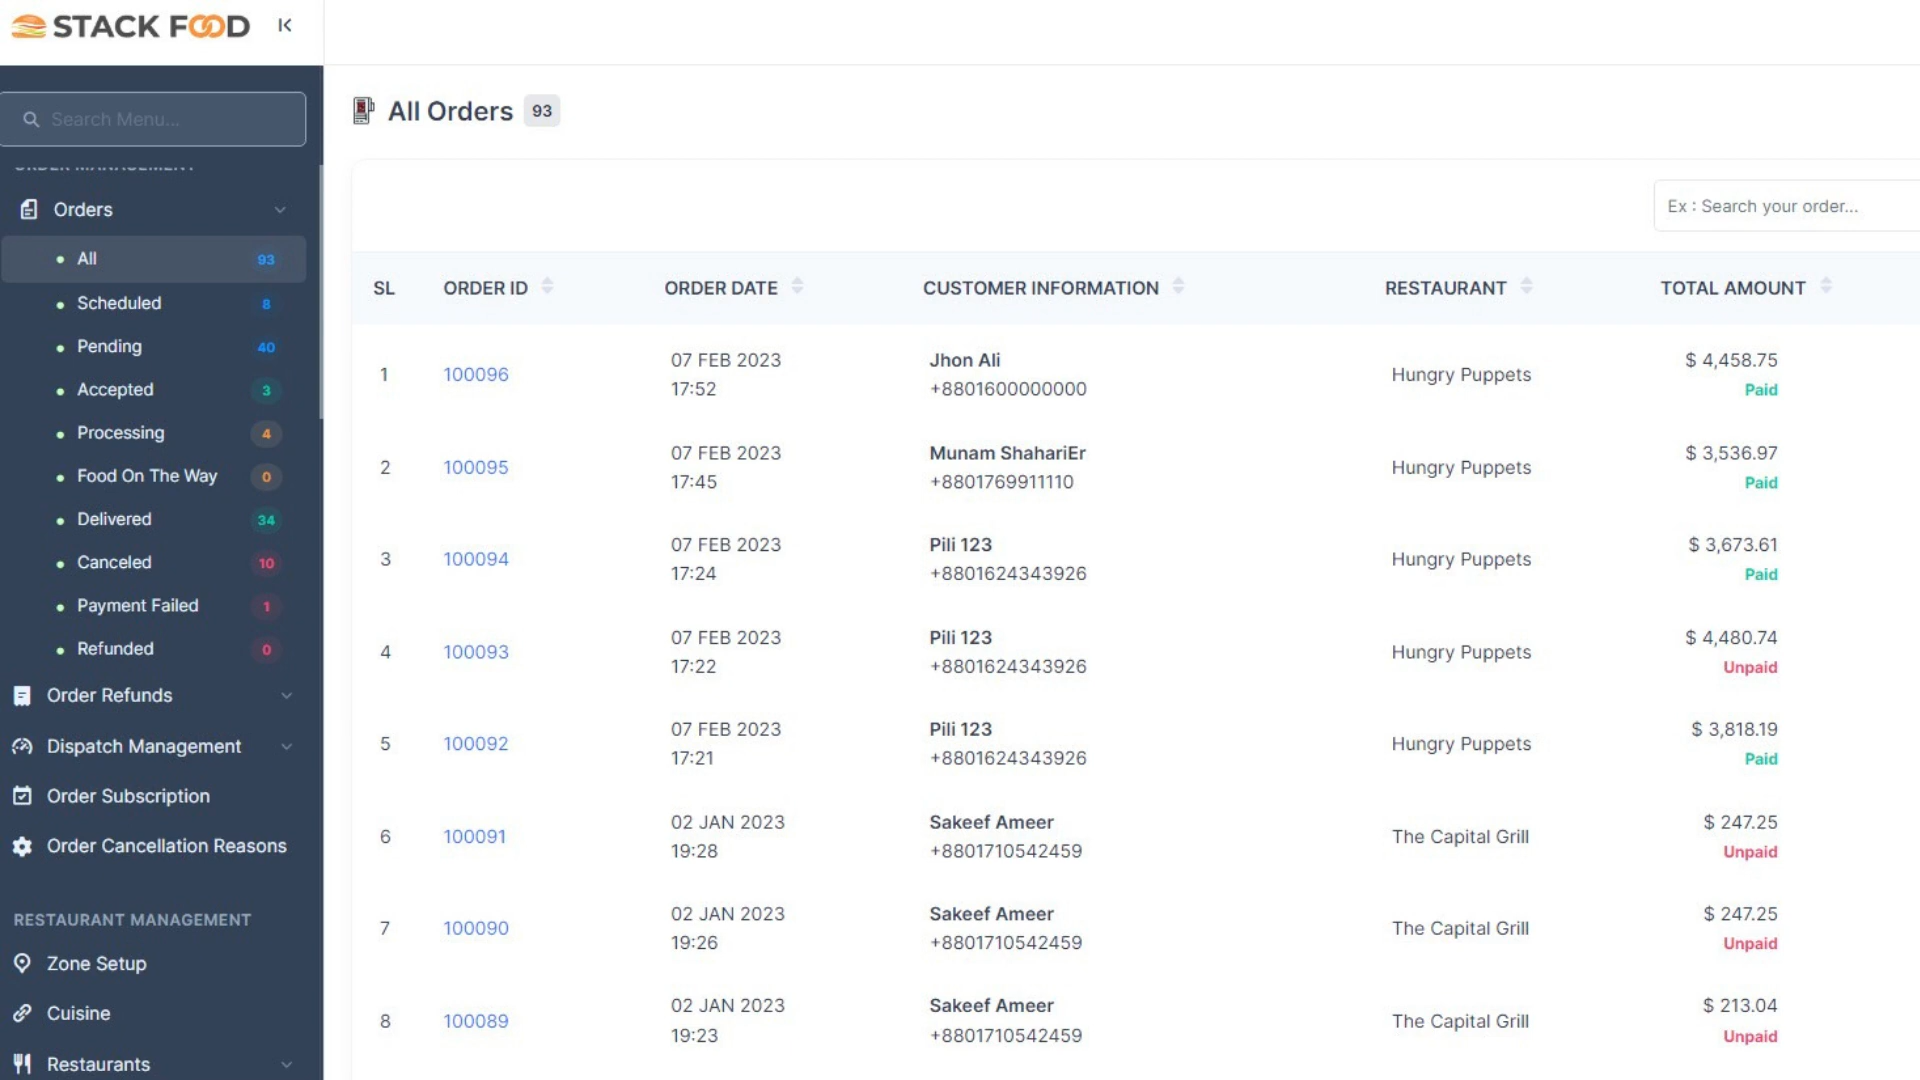 STACK FOOD
Search Menu...
ORDER MANAGEMENT
Orders
All 93
Scheduled 8
Pending 40
Accepted 3
Processing 4
Food On The Way 0
Delivered 34
Canceled 10
Payment Failed 1
Refunded 0
Order Refunds
Dispatch Management
Order Subscription
Order Cancellation Reasons
RESTAURANT MANAGEMENT
Zone Setup
Cuisine
Restaurants
All Orders 93
Ex : Search your order...
SL ORDER ID ORDER DATE CUSTOMER INFORMATION RESTAURANT TOTAL AMOUNT
1 100096 07 FEB 2023 17:52 Jhon Ali +8801600000000 Hungry Puppets $ 4,458.75 Paid
2 100095 07 FEB 2023 17:45 Munam ShahariEr +8801769911110 Hungry Puppets $ 3,536.97 Paid
3 100094 07 FEB 2023 17:24 Pili 123 +8801624343926 Hungry Puppets $ 3,673.61 Paid
4 100093 07 FEB 2023 17:22 Pili 123 +8801624343926 Hungry Puppets $ 4,480.74 Unpaid
5 100092 07 FEB 2023 17:21 Pili 123 +8801624343926 Hungry Puppets $ 3,818.19 Paid
6 100091 02 JAN 2023 19:28 Sakeef Ameer +8801710542459 The Capital Grill $ 247.25 Unpaid
7 100090 02 JAN 2023 19:26 Sakeef Ameer +8801710542459 The Capital Grill $ 247.25 Unpaid
8 100089 02 JAN 2023 19:23 Sakeef Ameer +8801710542459 The Capital Grill $ 213.04 Unpaid